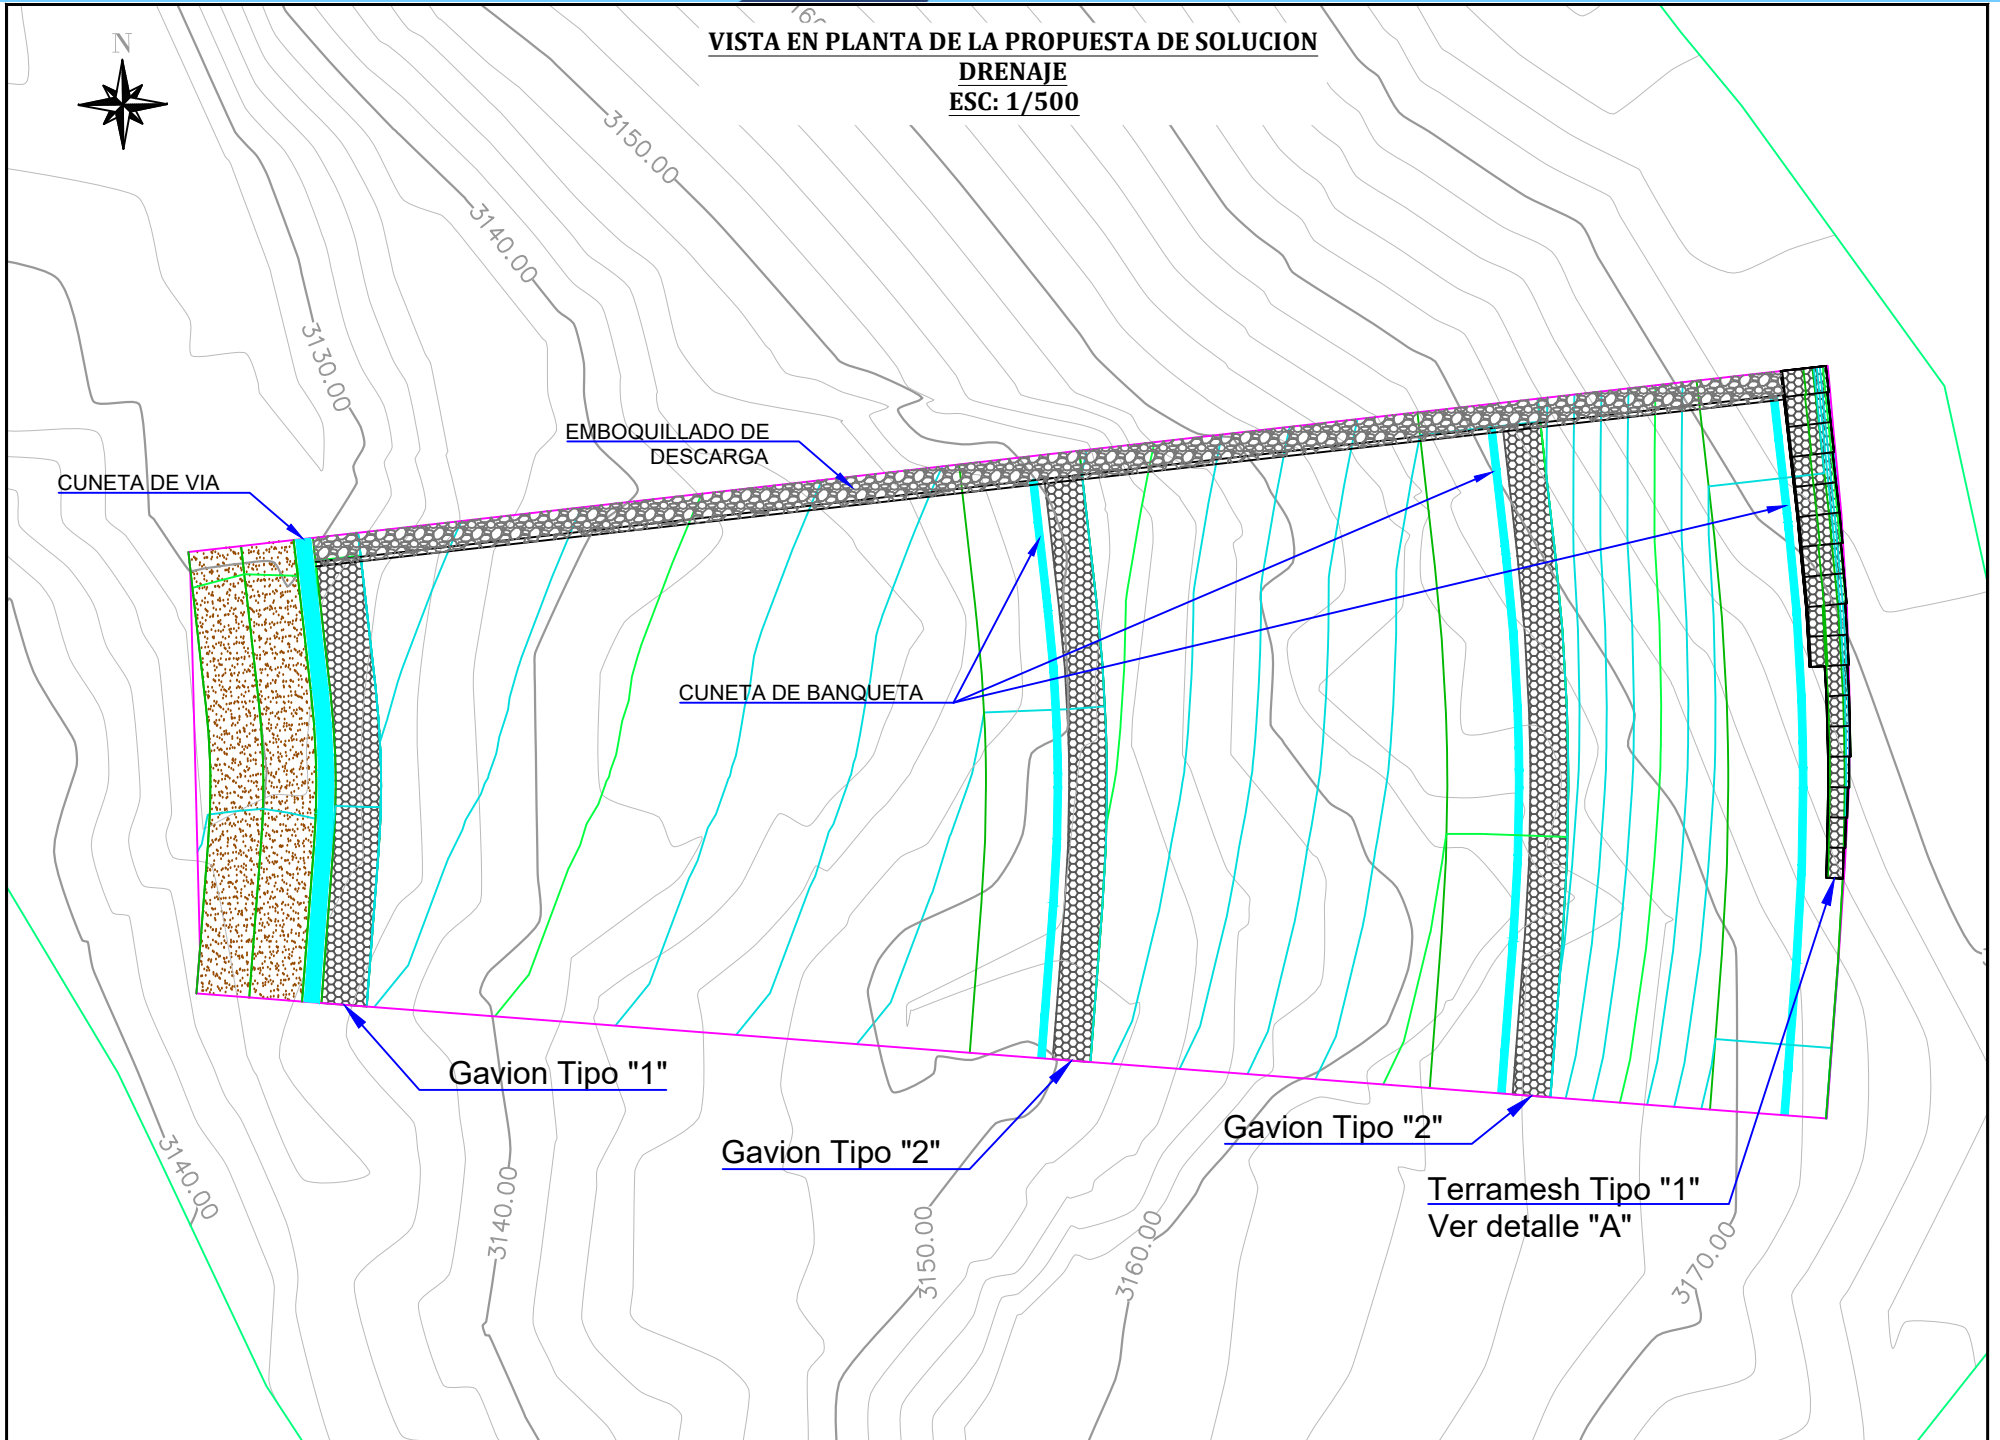 VISTA EN PLANTA DE LA PROPUESTA DE SOLUCION
DRENAJE
ESC: 1/500
N
3150.00
3140.00
3130.00
EMBOQUILLADO DE
DESCARGA
CUNETA DE VIA
CUNETA DE BANQUETA
Gavion Tipo "1"
Gavion Tipo "2"
Gavion Tipo "2"
Terramesh Tipo "1"
Ver detalle "A"
3140.00
3140.00
3150.00
3160.00
3170.00